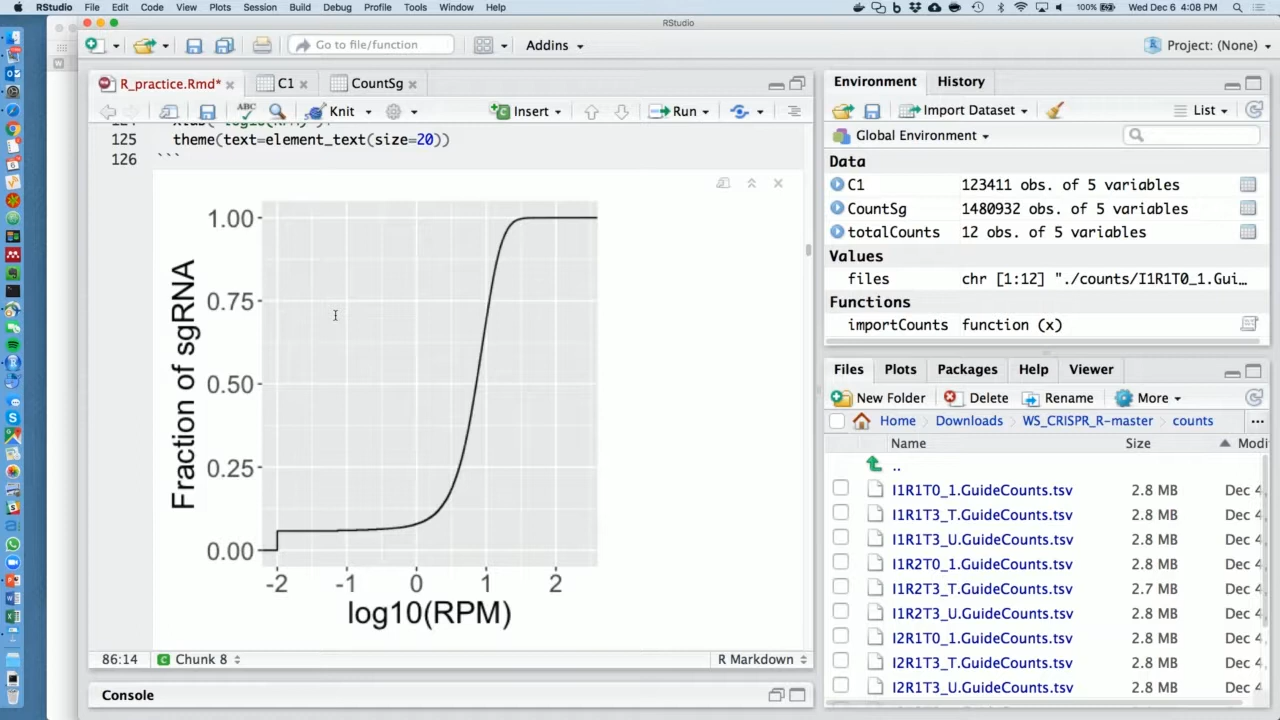 RStudio File Edit Code View Plots Session Build Debug Profile Tools Window Help 100% Wed Dec 6 4:08 PM
RStudio
Go to file/function Addins Project: (None)
R_practice.Rmd* C1 CountSg
ABC Knit Insert Run
125 theme(text=element_text(size=20))
126 ```
1.00
0.75
0.50
0.25
0.00
Fraction of sgRNA
-2 -1 0 1 2
log10(RPM)
86:14 C Chunk 8 R Markdown
Console
Environment History
Import Dataset List
Global Environment
Data
C1 123411 obs. of 5 variables
CountSg 1480932 obs. of 5 variables
totalCounts 12 obs. of 5 variables
Values
files chr [1:12] "./counts/I1R1T0_1.Gui…
Functions
importCounts function (x)
Files Plots Packages Help Viewer
New Folder Delete Rename More
Home Downloads WS_CRISPR_R-master counts ...
Name Size Modi
..
I1R1T0_1.GuideCounts.tsv 2.8 MB Dec 4
I1R1T3_T.GuideCounts.tsv 2.8 MB Dec 4
I1R1T3_U.GuideCounts.tsv 2.8 MB Dec 4
I1R2T0_1.GuideCounts.tsv 2.8 MB Dec 4
I1R2T3_T.GuideCounts.tsv 2.7 MB Dec 4
I1R2T3_U.GuideCounts.tsv 2.8 MB Dec 4
I2R1T0_1.GuideCounts.tsv 2.8 MB Dec 4
I2R1T3_T.GuideCounts.tsv 2.8 MB Dec 4
I2R1T3_U.GuideCounts.tsv 2.8 MB Dec 4